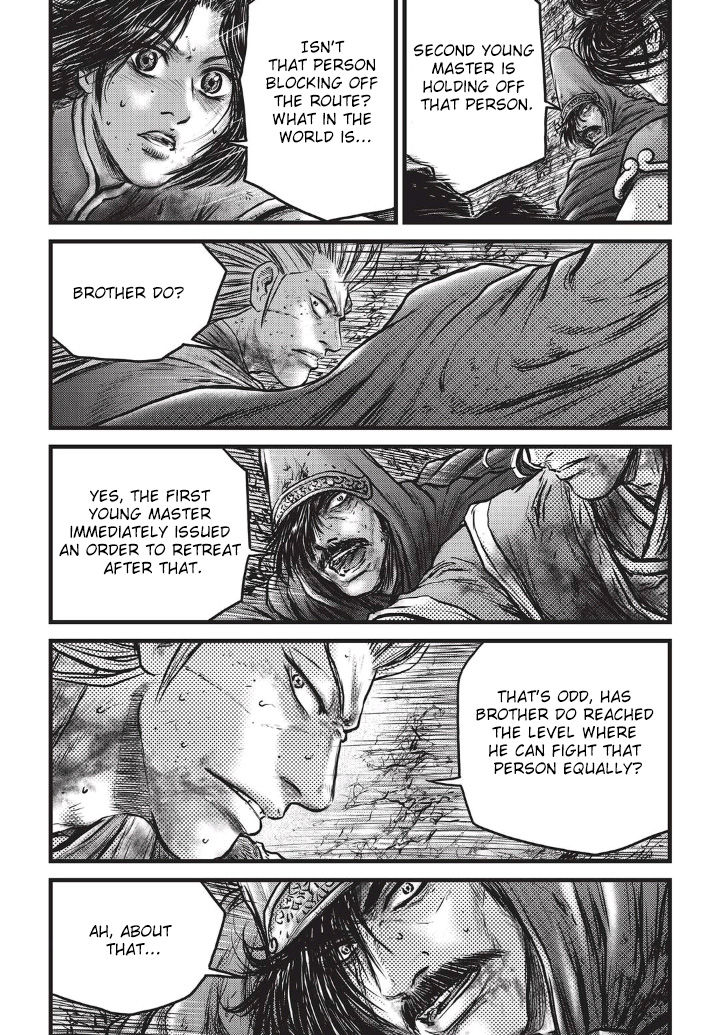 ISN'T
THAT PERSON
BLOCKING OFF
THE ROUTE?
WHAT IN THE
WORLD IS...
SECOND YOUNG
MASTER IS
HOLDING OFF
THAT PERSON.
BROTHER DO?
YES, THE FIRST
YOUNG MASTER
IMMEDIATELY ISSUED
AN ORDER TO RETREAT
AFTER THAT.
THAT'S ODD, HAS
BROTHER DO REACHED
THE LEVEL WHERE
HE CAN FIGHT THAT
PERSON EQUALLY?
AH, ABOUT
THAT...